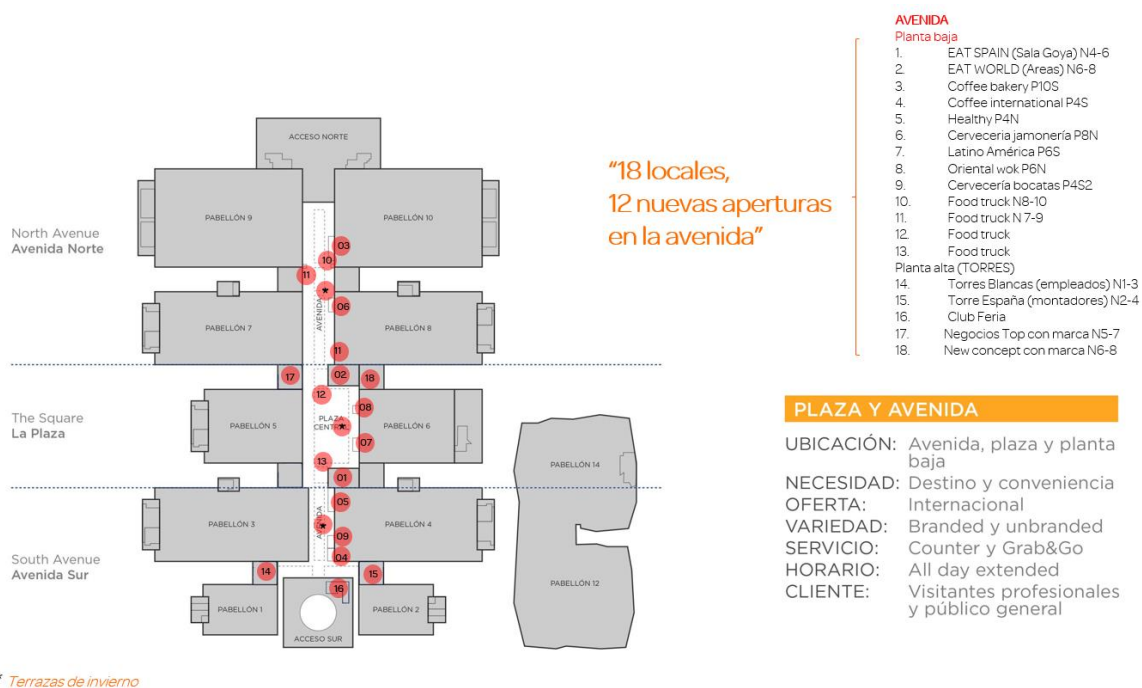 AVENIDA
Planta baja
1. EAT SPAIN (Sala Goya) N4-6
2. EAT WORLD (Areas) N6-8
3. Coffee bakery P10S
4. Coffee international P4S
5. Healthy P4N
6. Cerveceria jamonería P8N
7. Latino América P6S
8. Oriental wok P6N
9. Cervecería bocatas P4S2
10. Food truck N8-10
11. Food truck N 7-9
12. Food truck
13. Food truck
Planta alta (TORRES)
14. Torres Blancas (empleados) N1-3
15. Torre España (montadores) N2-4
16. Club Feria
17. Negocios Top con marca N5-7
18. New concept con marca N6-8
"18 locales,
12 nuevas aperturas
en la avenida"
ACCESO NORTE
PABELLÓN 9
PABELLÓN 10
North Avenue
Avenida Norte
03
10
11
*
06
AVENIDA
PABELLÓN 7
PABELLÓN 8
11
17
02
18
12
08
The Square
La Plaza
PABELLÓN 5
PLAZA
CENTRAL
*
PABELLÓN 6
07
13
01
PABELLÓN 14
05
PABELLÓN 3
AVENIDA
*
PABELLÓN 4
09
04
South Avenue
Avenida Sur
14
15
16
PABELLÓN 1
PABELLÓN 2
ACCESO SUR
PABELLÓN 12
PLAZA Y AVENIDA
UBICACIÓN: Avenida, plaza y planta
baja
NECESIDAD: Destino y conveniencia
OFERTA: Internacional
VARIEDAD: Branded y unbranded
SERVICIO: Counter y Grab&Go
HORARIO: All day extended
CLIENTE: Visitantes profesionales
y público general
* Terrazas de invierno